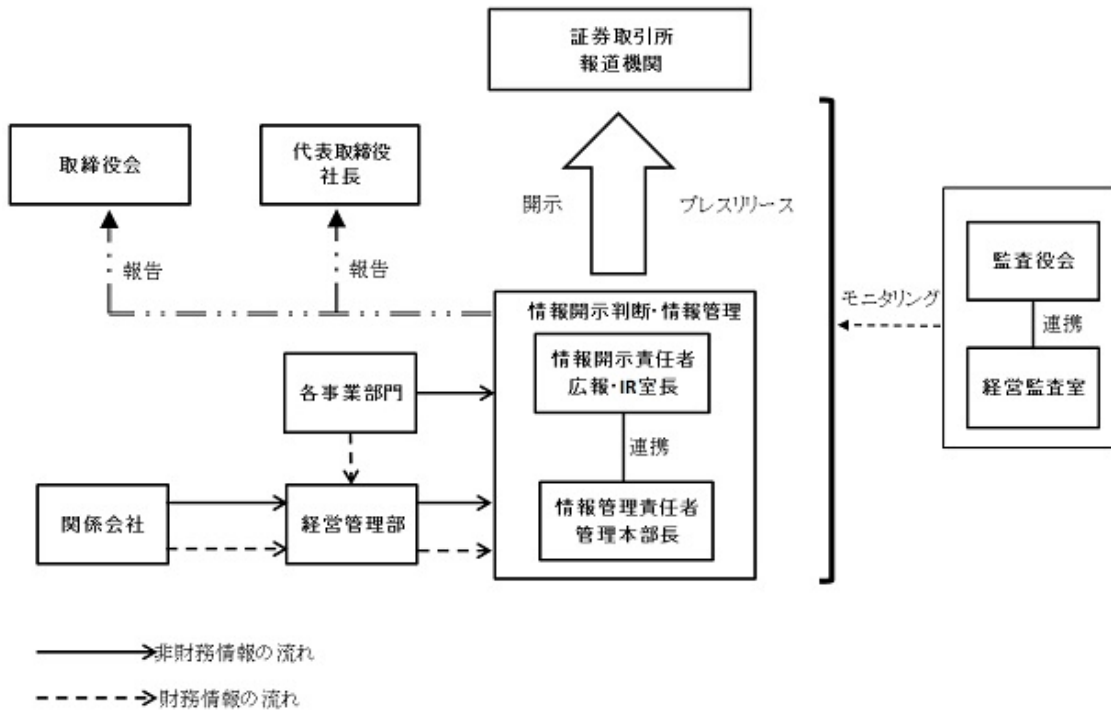 証券取引所
報道機関
取締役会
代表取締役
社長
開示
プレスリリース
報告
報告
監査役会
モニタリング
連携
経営監査室
情報開示判断・情報管理
情報開示責任者
広報・IR室長
各事業部門
連携
関係会社
経営管理部
情報管理責任者
管理本部長
非財務情報の流れ
財務情報の流れ